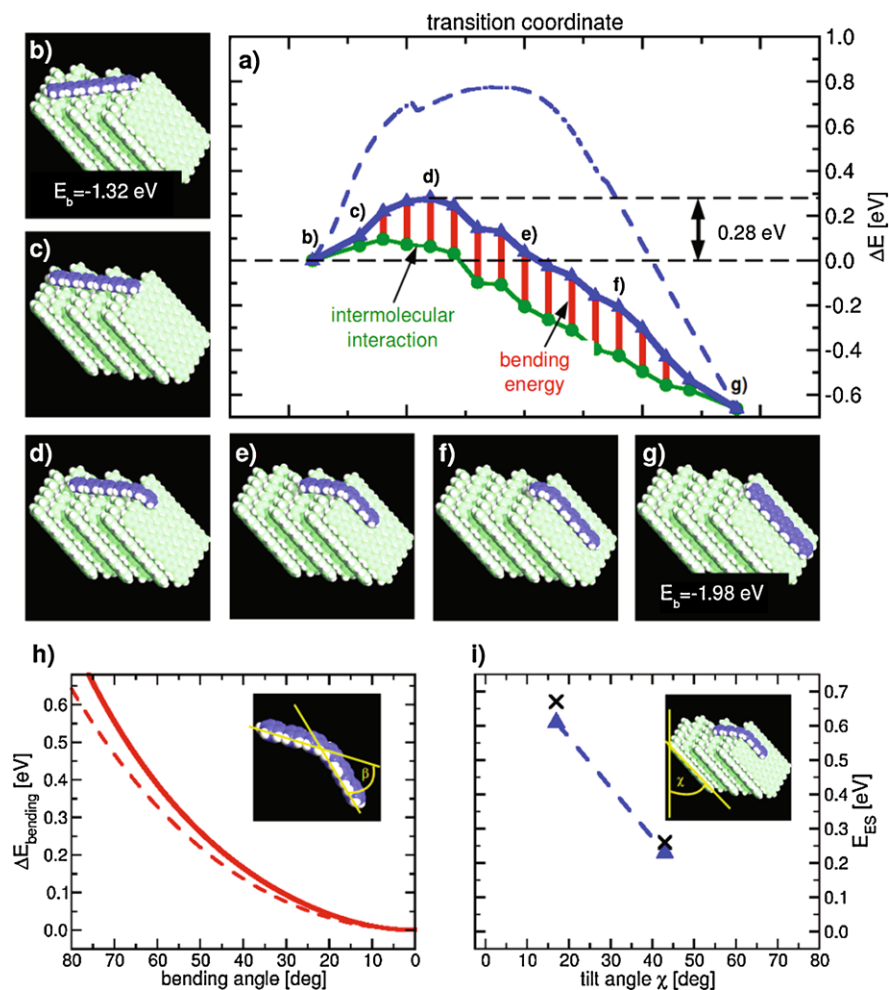 transition coordinate
b)
E_b=-1.32 eV
a)
1.0
0.8
0.6
0.4
0.2
0.0
-0.2
-0.4
-0.6
ΔE [eV]
b)
c)
d)
e)
f)
g)
0.28 eV
intermolecular
interaction
bending
energy
c)
d)
e)
f)
g)
E_b=-1.98 eV
h)
0.6
0.5
0.4
0.3
0.2
0.1
0.0
ΔE_bending [eV]
β
80 70 60 50 40 30 20 10 0
bending angle [deg]
i)
0.7
0.6
0.5
0.4
0.3
0.2
0.1
0.0
E_ES [eV]
χ
0 10 20 30 40 50 60 70 80
tilt angle χ [deg]